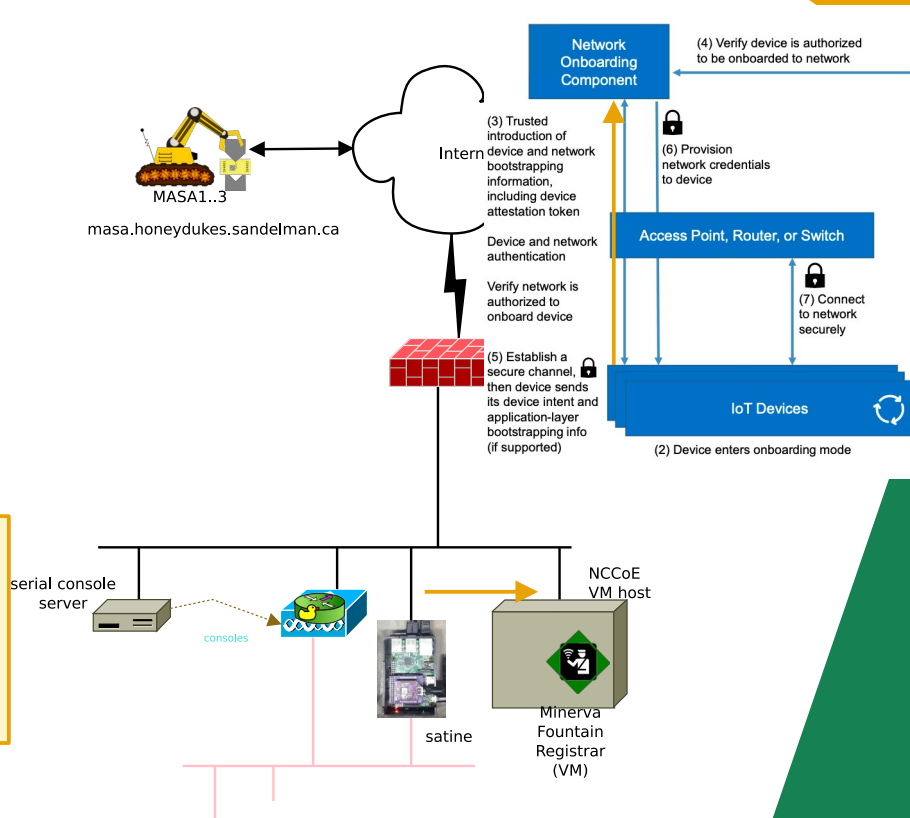 Network
Onboarding
Component
(4) Verify device is authorized
to be onboarded to network
(3) Trusted
introduction of
device and network
bootstrapping
information,
including device
attestation token
Device and network
authentication
Verify network is
authorized to
onboard device
(5) Establish a
secure channel,
then device sends
its device intent and
application-layer
bootstrapping info
(if supported)
(6) Provision
network credentials
to device
Access Point, Router, or Switch
(7) Connect
to network
securely
IoT Devices
(2) Device enters onboarding mode
Intern
MASA1..3
masa.honeydukes.sandelman.ca
serial console
server
consoles
satine
NCCoE
VM host
Minerva
Fountain
Registrar
(VM)